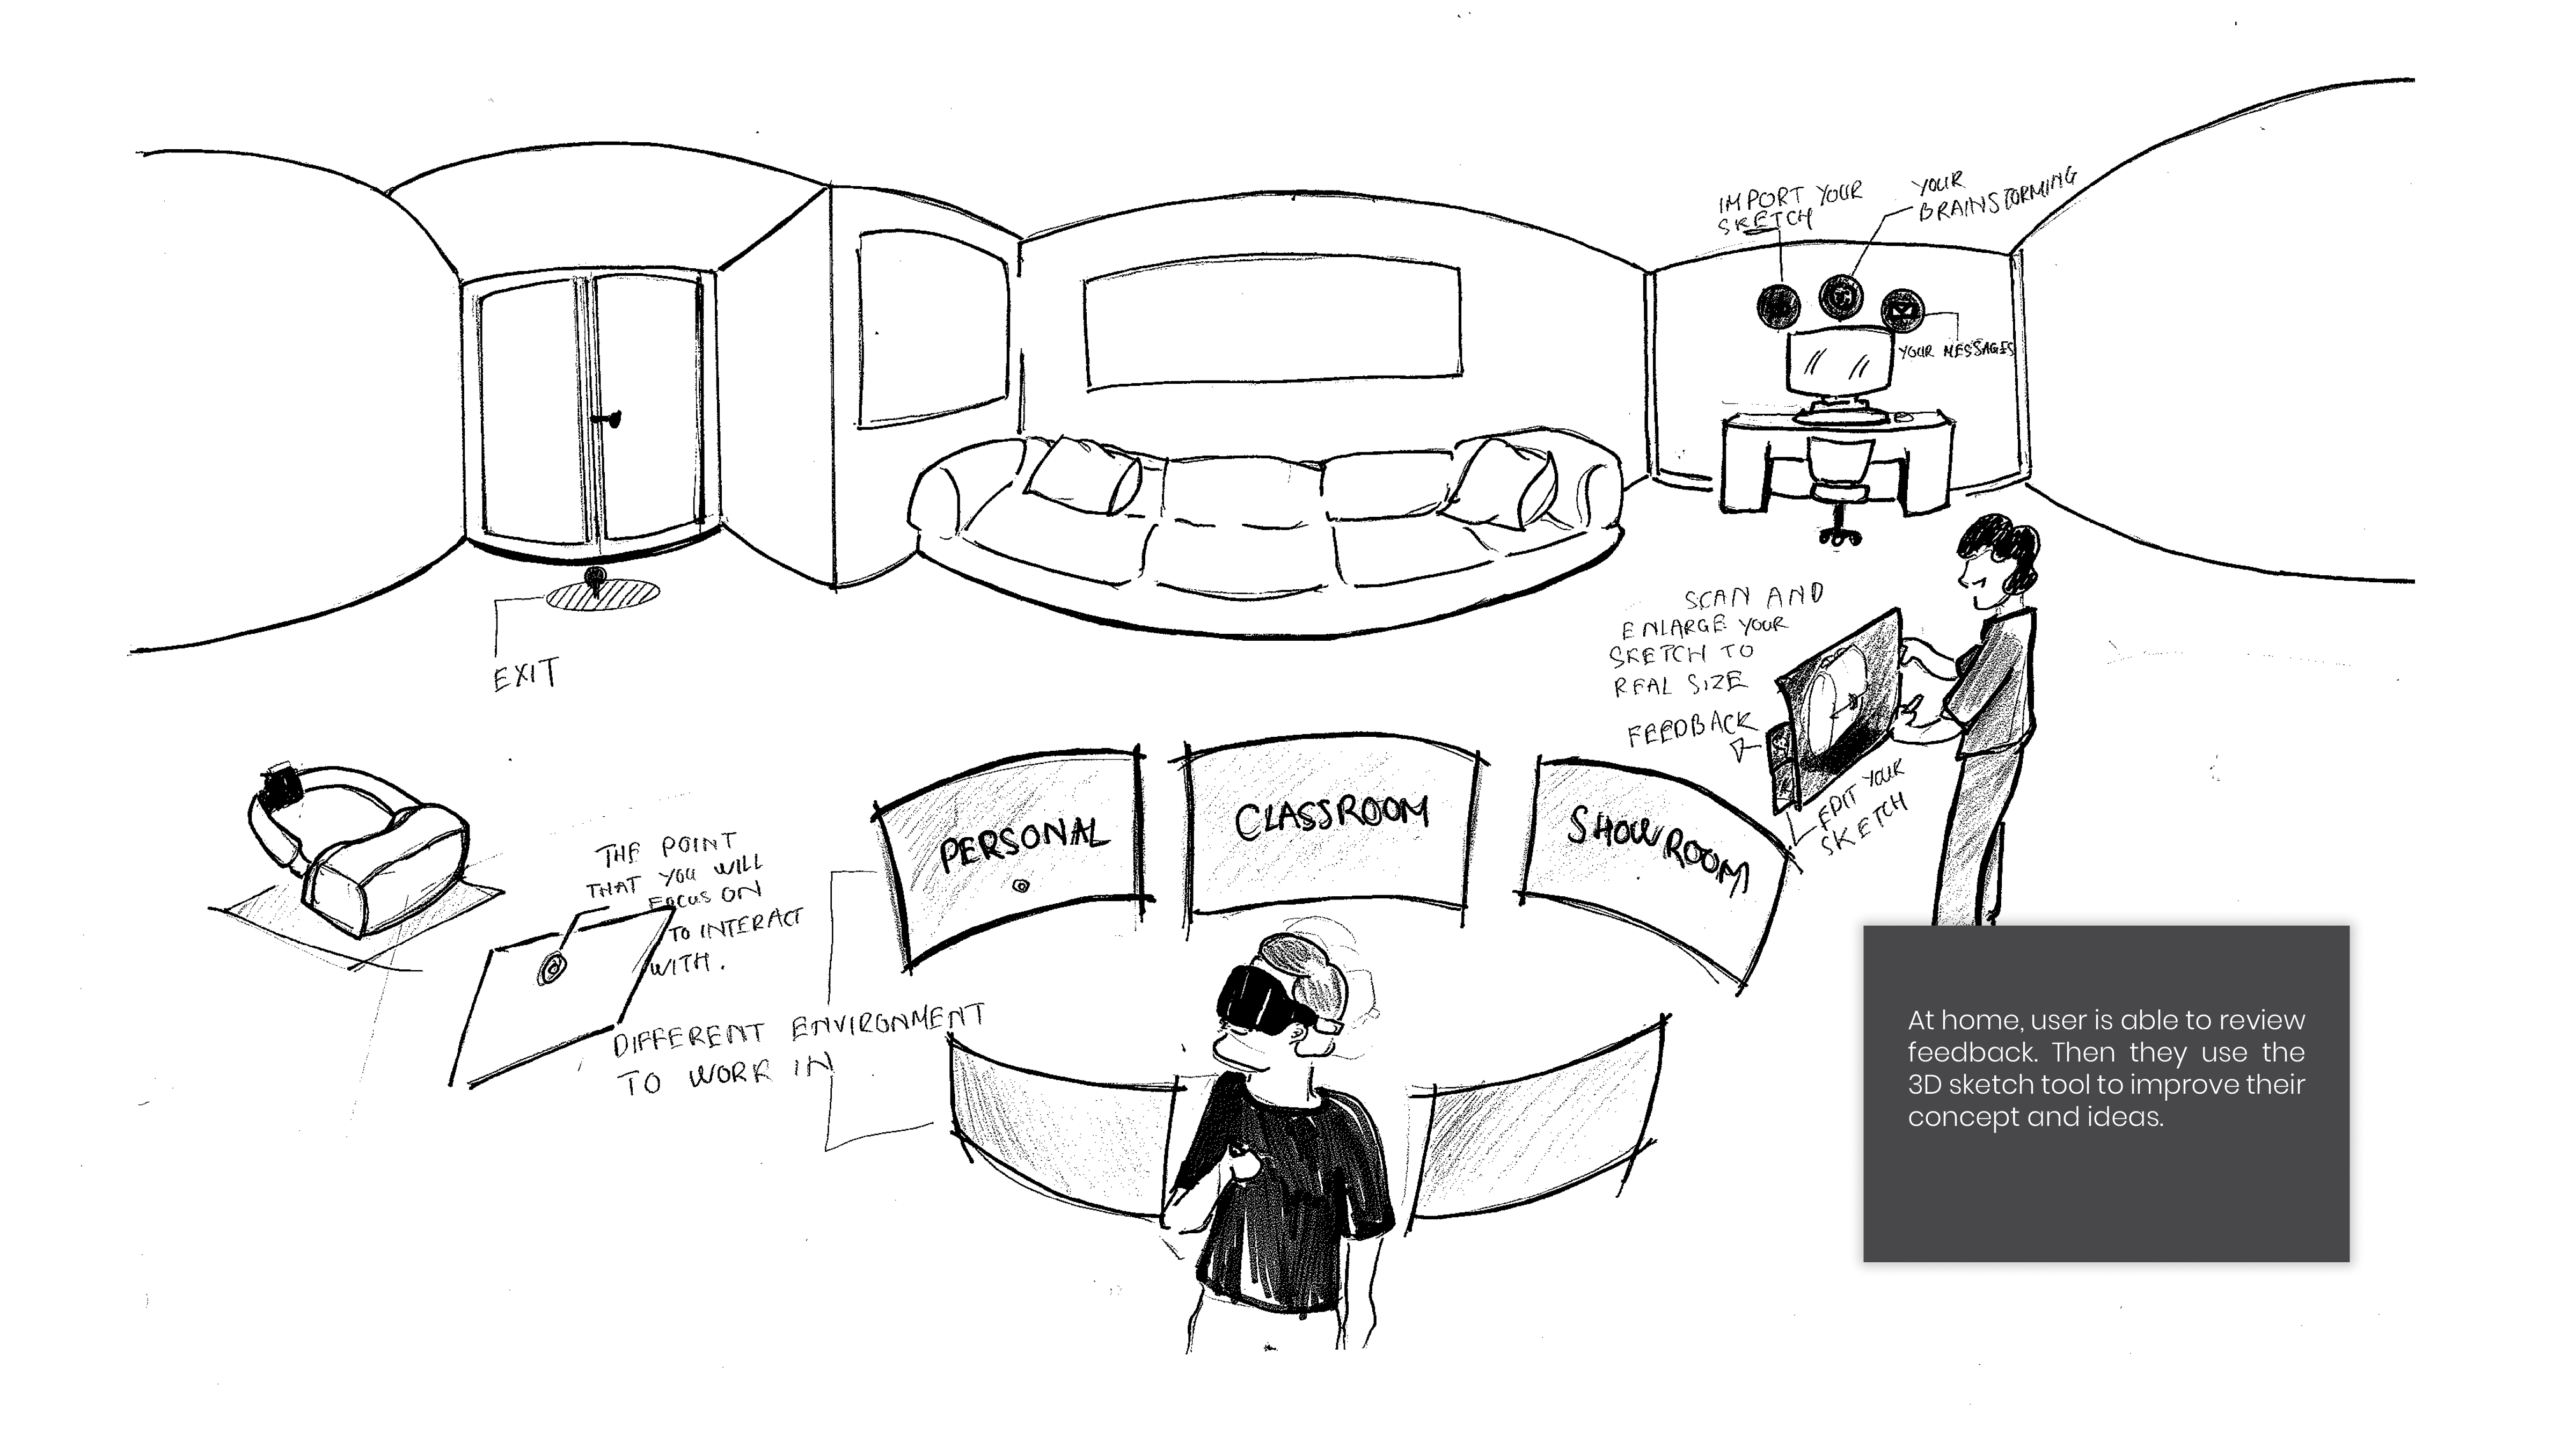 IMPORT YOUR
SKETCH
YOUR
BRAINSTORMING
YOUR MESSAGES
EXIT
SCAN AND
ENLARGE YOUR
SKETCH TO
REAL SIZE
FEEDBACK
EDIT YOUR
SKETCH
PERSONAL
CLASSROOM
SHOWROOM
THE POINT
THAT YOU WILL
FOCUS ON
TO INTERACT
WITH.
DIFFERENT ENVIRONMENT
TO WORK IN
At home, user is able to review
feedback. Then they use the
3D sketch tool to improve their
concept and ideas.